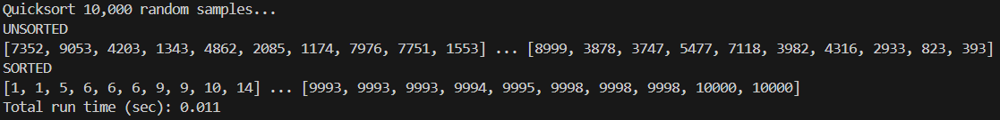 Quicksort 10,000 random samples...
UNSORTED
[7352, 9053, 4203, 1343, 4862, 2085, 1174, 7976, 7751, 1553] ... [8999, 3878, 3747, 5477, 7118, 3982, 4316, 2933, 823, 393]
SORTED
[1, 1, 5, 6, 6, 6, 9, 9, 10, 14] ... [9993, 9993, 9993, 9994, 9995, 9998, 9998, 9998, 10000, 10000]
Total run time (sec): 0.011